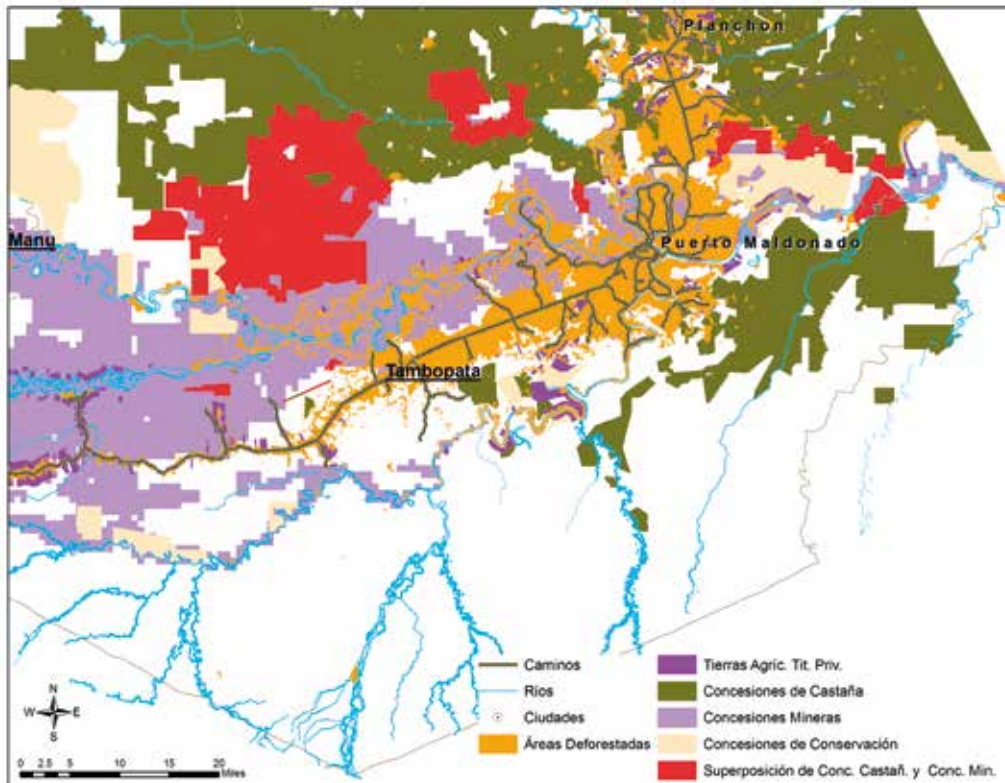 Planchon
Manu
Puerto Maldonado
Tambopata
N
W E
S
0 2.5 5 10 15 20
Miles
Caminos
Ríos
Ciudades
Áreas Deforestadas
Tierras Agríc. Tit. Priv.
Concesiones de Castaña
Concesiones Mineras
Concesiones de Conservación
Superposición de Conc. Castañ. y Conc. Min.